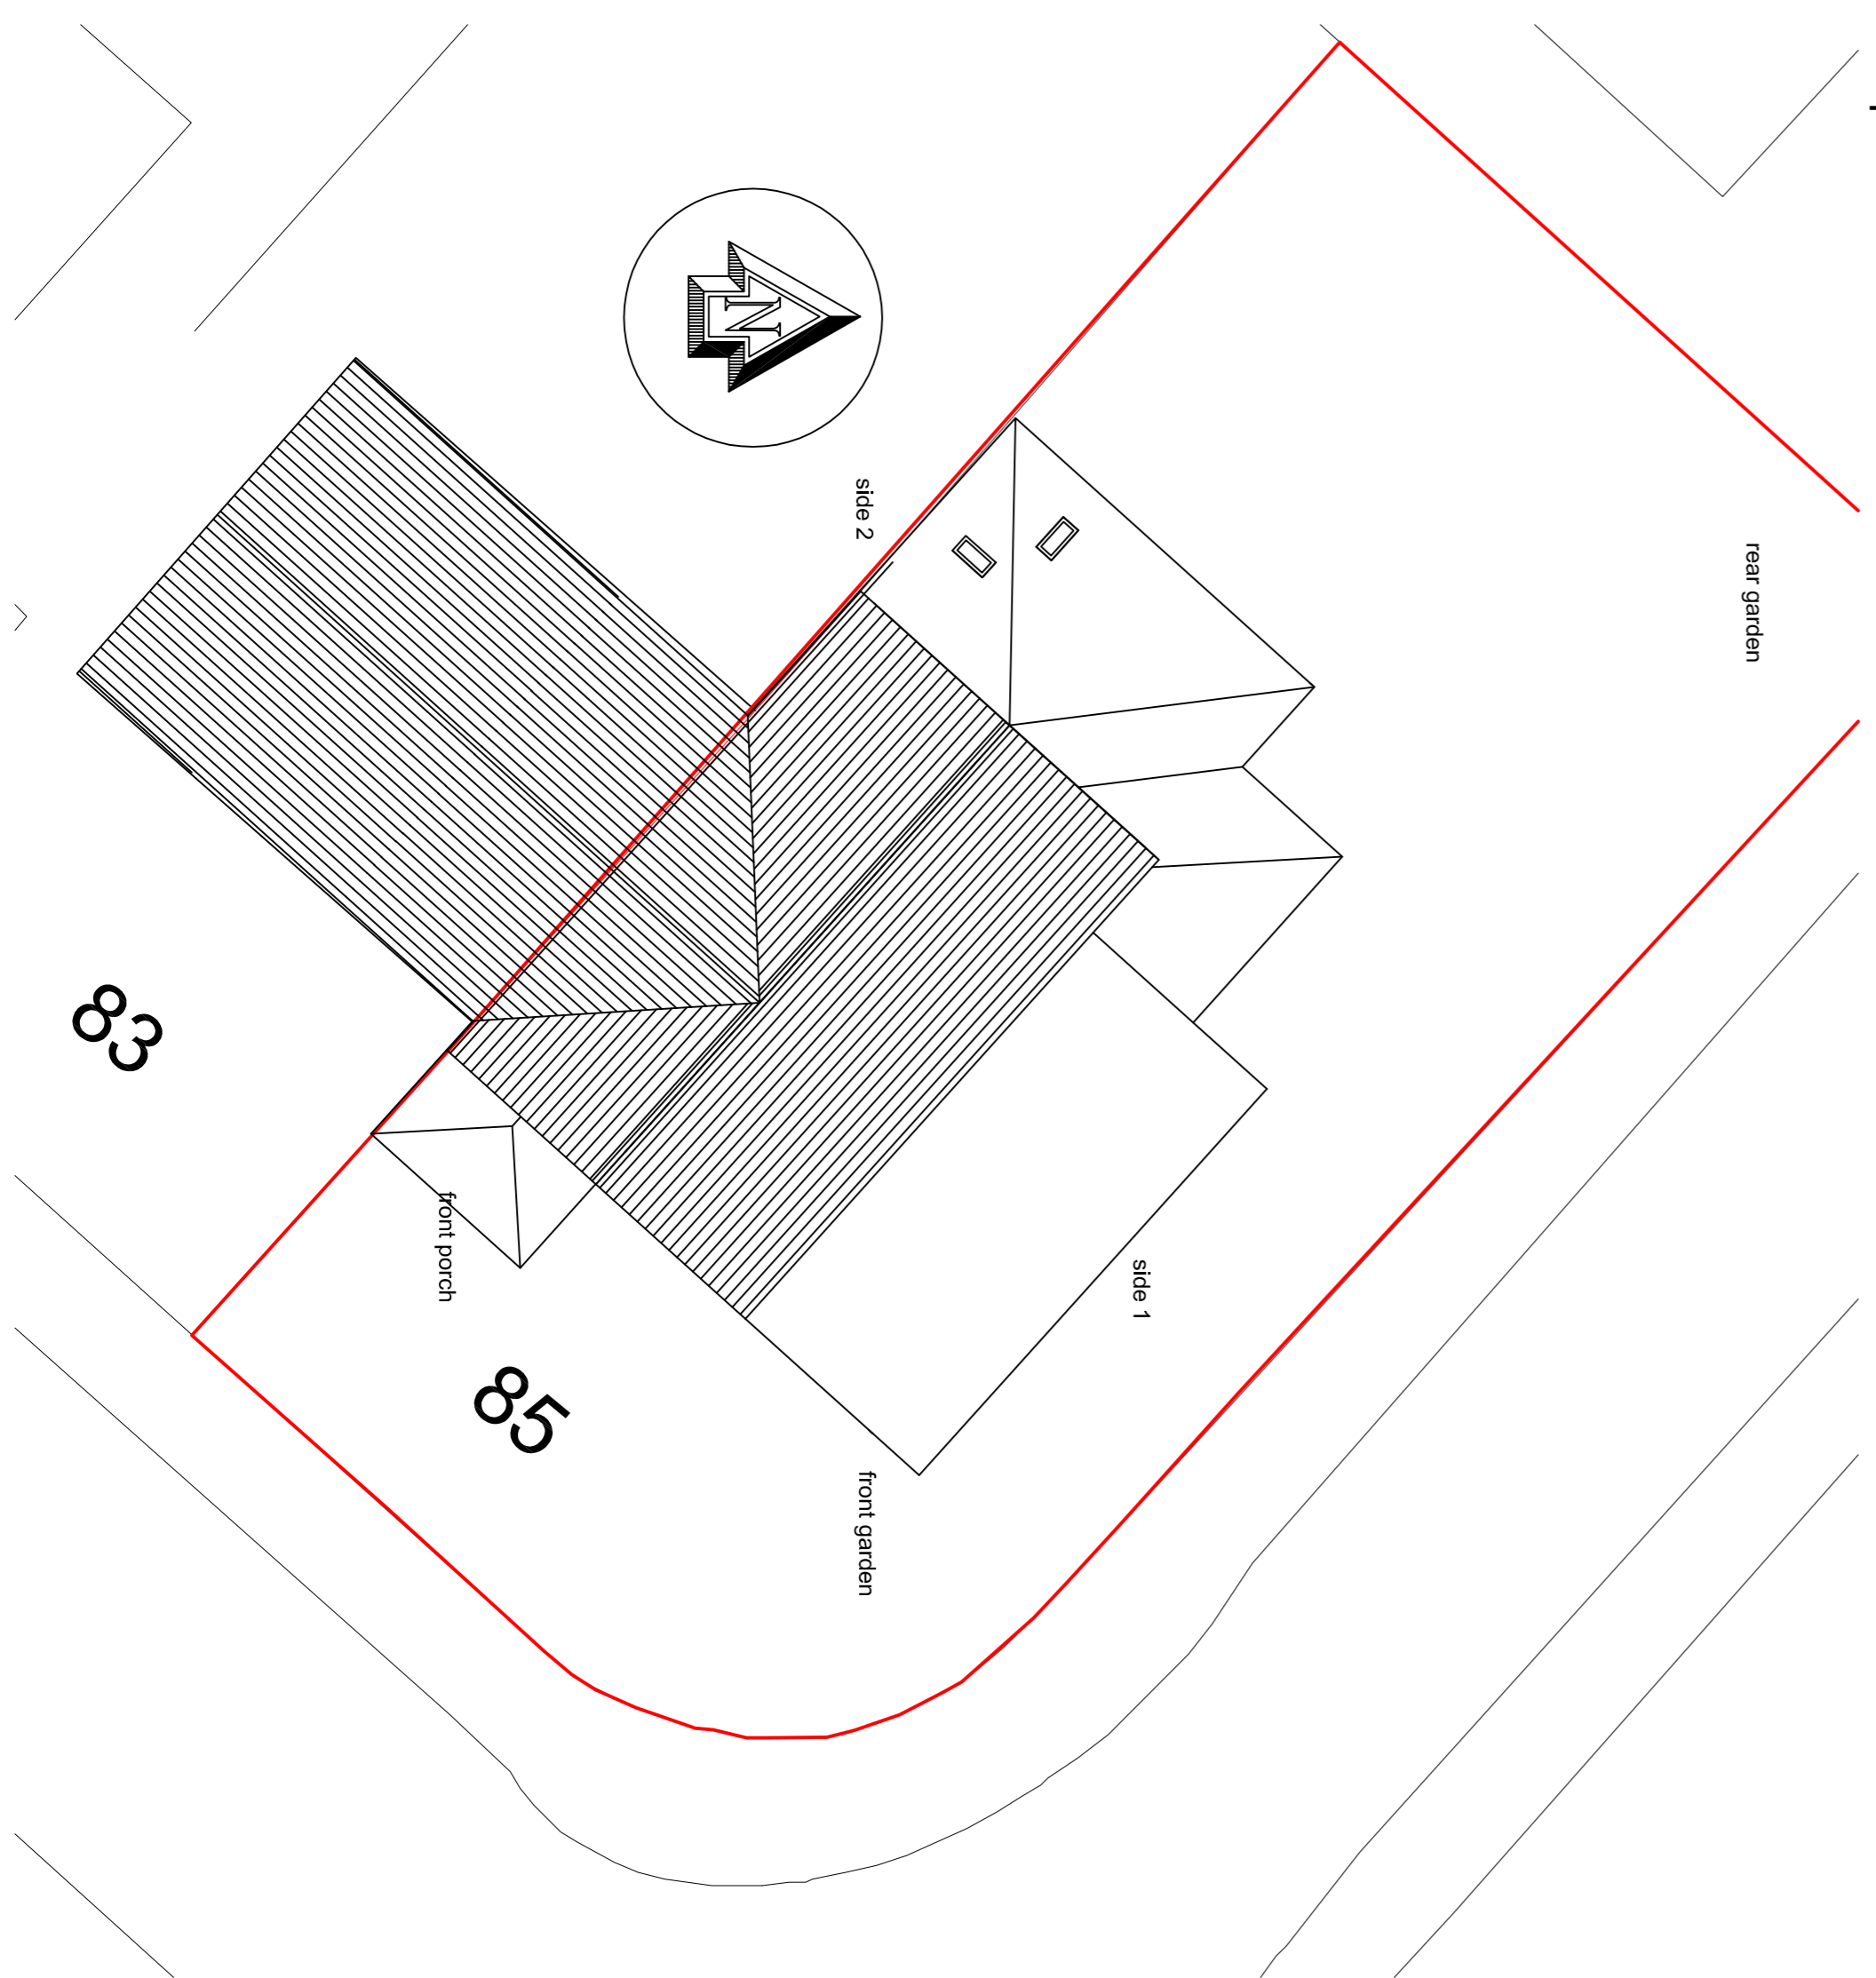 N
side 2
rear garden
83
front porch
side 1
85
front garden